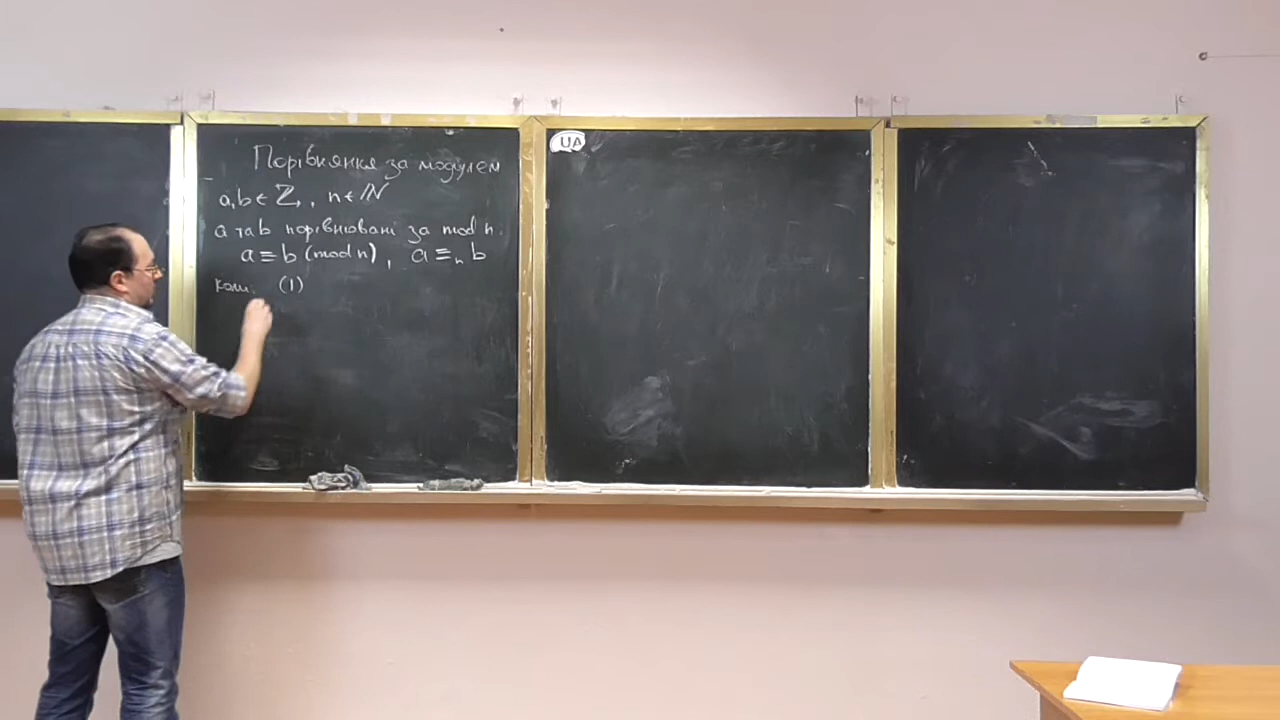 Порівняння за модулем
a, b ∈ ℤ, n ∈ ℕ
a та b порівнювані за mod n.
a ≡ b (mod n), a ≡ₙ b
коли: (1)
UA